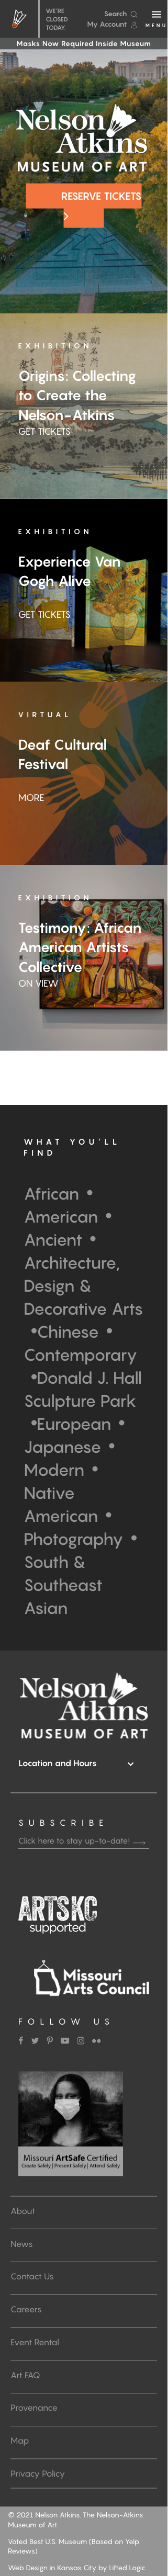 WE'RE
CLOSED
TODAY.
Search
My Account
MENU
Masks Now Required Inside Museum
Nelson
Atkins
MUSEUM OF ART
RESERVE TICKETS
EXHIBITION
Origins: Collecting
to Create the
Nelson-Atkins
GET TICKETS
EXHIBITION
Experience Van
Gogh Alive
GET TICKETS
VIRTUAL
Deaf Cultural
Festival
MORE
EXHIBITION
Testimony: African
American Artists
Collective
ON VIEW
WHAT YOU'LL
FIND
African •
American •
Ancient •
Architecture,
Design &
Decorative Arts
•Chinese •
Contemporary
•Donald J. Hall
Sculpture Park
•European •
Japanese •
Modern •
Native
American •
Photography •
South &
Southeast
Asian
Nelson
Atkins
MUSEUM OF ART
Location and Hours
SUBSCRIBE
Click here to stay up-to-date!
ARTSKC
supported
Missouri
Arts Council
FOLLOW US
Missouri ArtSafe Certified
Create Safely | Present Safely | Attend Safely
About
News
Contact Us
Careers
Event Rental
Art FAQ
Provenance
Map
Privacy Policy
© 2021 Nelson Atkins. The Nelson-Atkins
Museum of Art
Voted Best U.S. Museum (Based on Yelp
Reviews)
Web Design in Kansas City by Lifted Logic